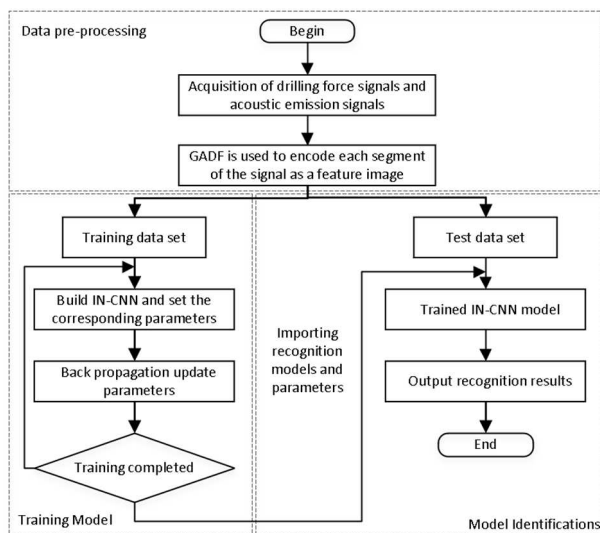 Data pre-processing
Begin
Acquisition of drilling force signals and
acoustic emission signals
GADF is used to encode each segment
of the signal as a feature image
Training data set
Test data set
Build IN-CNN and set the
corresponding parameters
Trained IN-CNN model
Importing
recognition
models and
parameters
Back propagation update
parameters
Output recognition results
Training completed
End
Training Model
Model Identifications